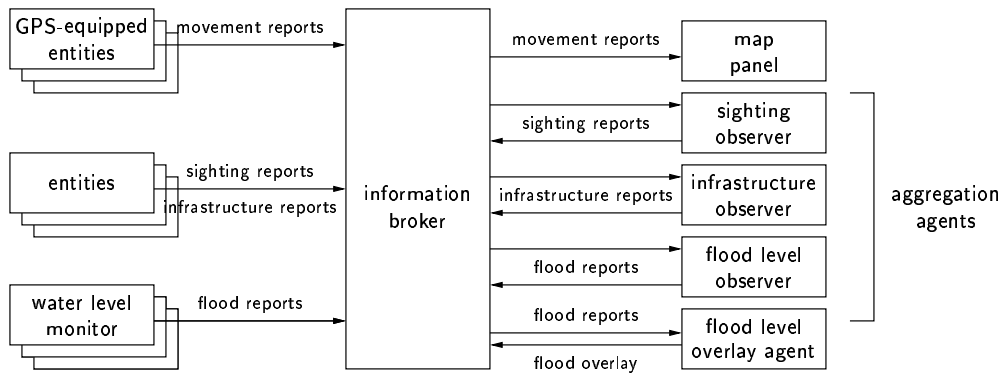 GPS-equipped
entities
movement reports
entities
sighting reports
infrastructure reports
water level
monitor
flood reports
information
broker
movement reports
map
panel
sighting reports
sighting
observer
infrastructure reports
infrastructure
observer
flood reports
flood level
observer
flood reports
flood overlay
flood level
overlay agent
aggregation
agents